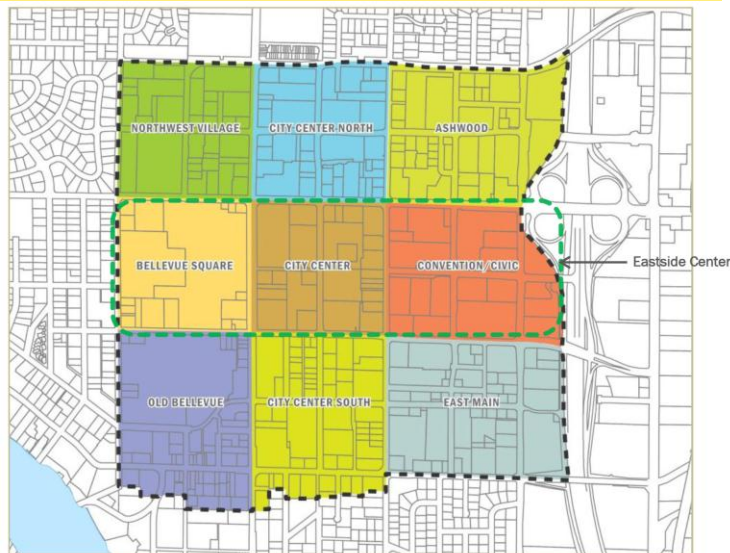 NORTHWEST VILLAGE
CITY CENTER NORTH
ASHWOOD
BELLEVUE SQUARE
CITY CENTER
CONVENTION/CIVIC
Eastside Center
OLD BELLEVUE
CITY CENTER SOUTH
EAST MAIN